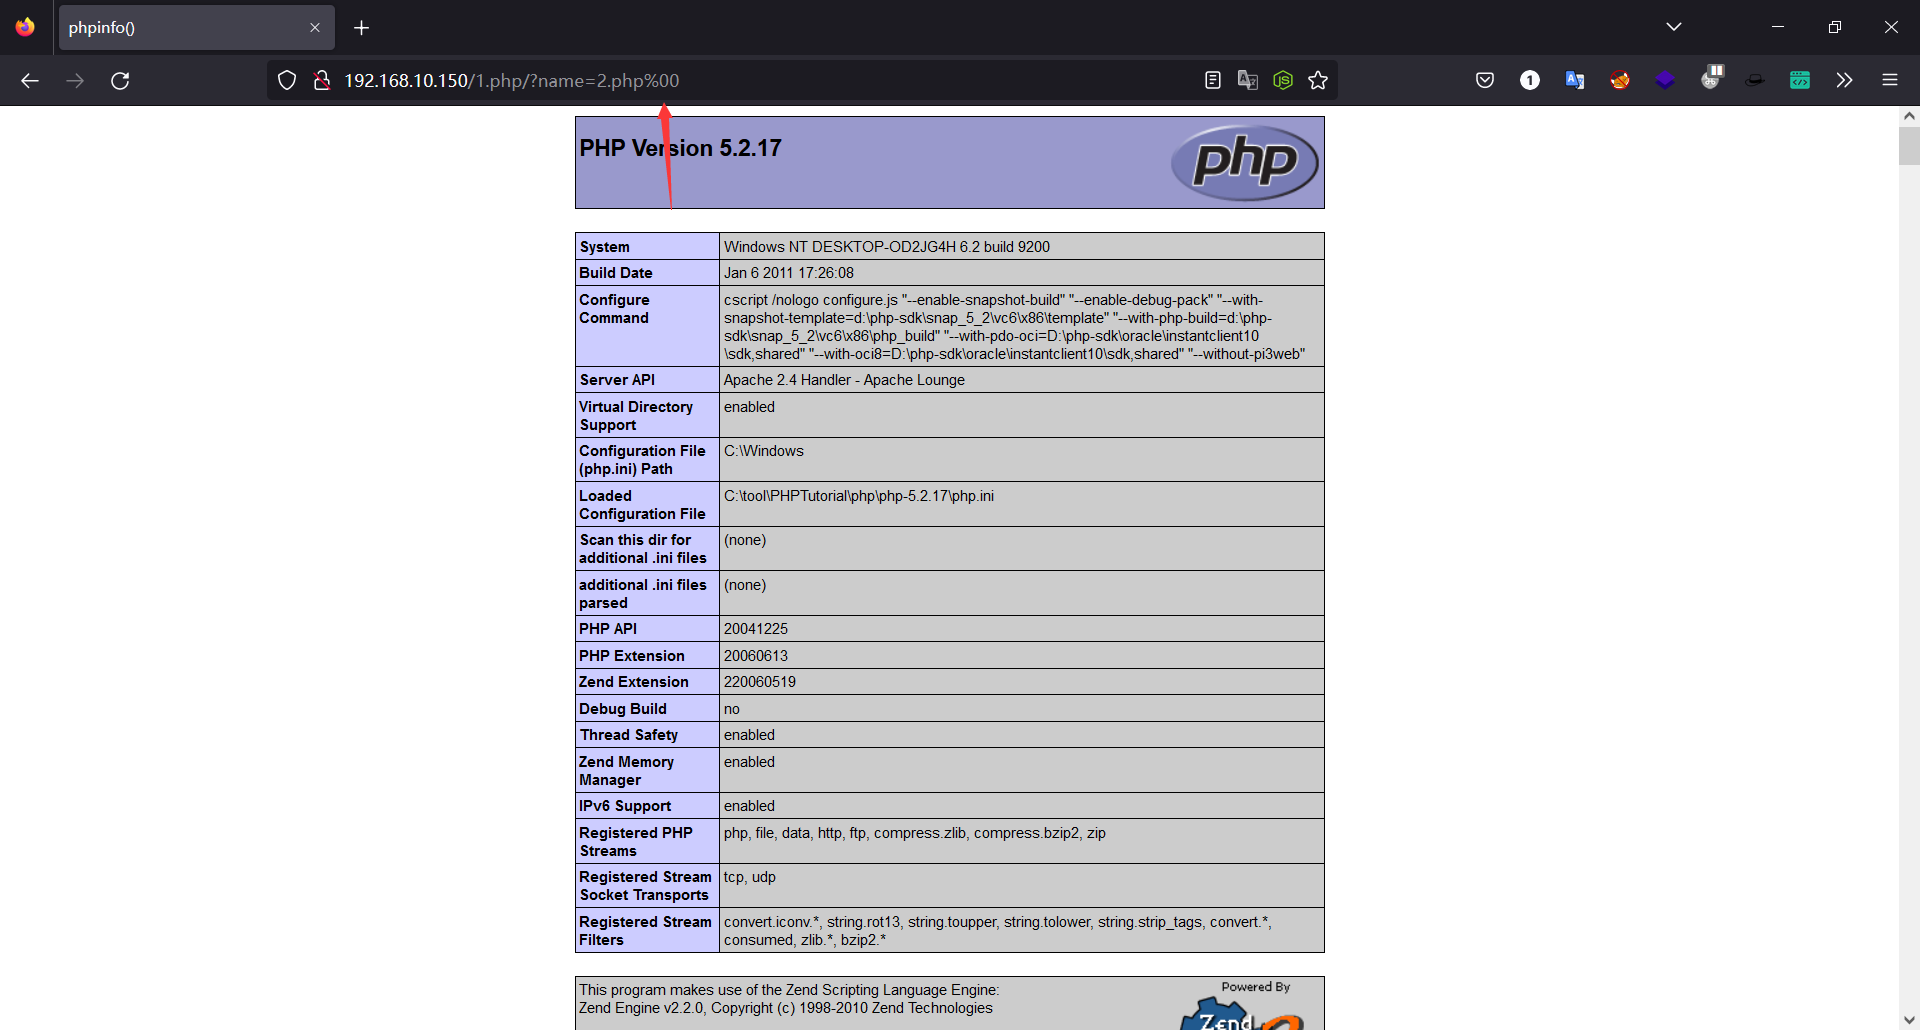 phpinfo()
192.168.10.150/1.php/?name=2.php%00
JS
1
PHP Version 5.2.17
php
System Windows NT DESKTOP-OD2JG4H 6.2 build 9200
Build Date Jan 6 2011 17:26:08
Configure
Command
cscript /nologo configure.js "--enable-snapshot-build" "--enable-debug-pack" "--with-
snapshot-template=d:\php-sdk\snap_5_2\vc6\x86\template" "--with-php-build=d:\php-
sdk\snap_5_2\vc6\x86\php_build" "--with-pdo-oci=D:\php-sdk\oracle\instantclient10
\sdk,shared" "--with-oci8=D:\php-sdk\oracle\instantclient10\sdk,shared" "--without-pi3web"
Server API Apache 2.4 Handler - Apache Lounge
Virtual Directory
Support
enabled
Configuration File
(php.ini) Path
C:\Windows
Loaded
Configuration File
C:\tool\PHPTutorial\php\php-5.2.17\php.ini
Scan this dir for
additional .ini files
(none)
additional .ini files
parsed
(none)
PHP API 20041225
PHP Extension 20060613
Zend Extension 220060519
Debug Build no
Thread Safety enabled
Zend Memory
Manager
enabled
IPv6 Support enabled
Registered PHP
Streams
php, file, data, http, ftp, compress.zlib, compress.bzip2, zip
Registered Stream
Socket Transports
tcp, udp
Registered Stream
Filters
convert.iconv.*, string.rot13, string.toupper, string.tolower, string.strip_tags, convert.*,
consumed, zlib.*, bzip2.*
This program makes use of the Zend Scripting Language Engine:
Zend Engine v2.2.0, Copyright (c) 1998-2010 Zend Technologies
Powered By
Zend